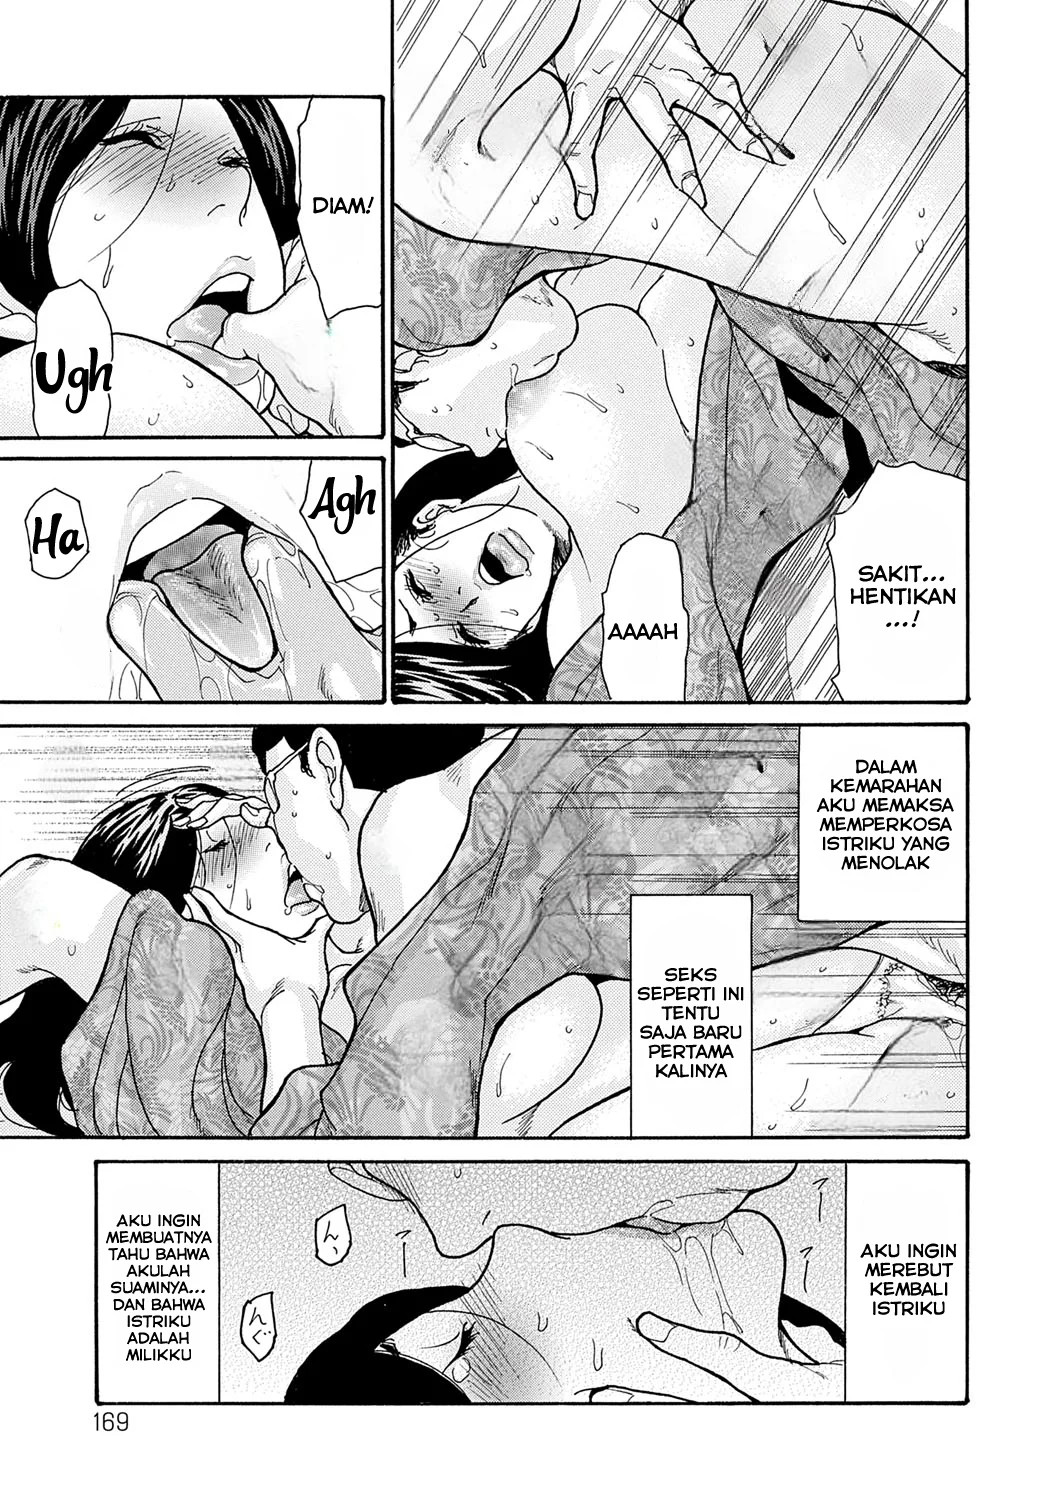 SAKIT...
HENTIKAN
...!
AAAAH
DIAM!
Ugh
Agh
Ha
DALAM
KEMARAHAN
AKU MEMAKSA
MEMPERKOSA
ISTRIKU YANG
MENOLAK
SEKS
SEPERTI INI
TENTU
SAJA BARU
PERTAMA
KALINYA
AKU INGIN
MEREBUT
KEMBALI
ISTRIKU
んっ
んぐ
AKU INGIN
MEMBUATNYA
TAHU BAHWA
AKULAH
SUAMINYA...
DAN BAHWA
ISTRIKU
ADALAH
MILIKKU
169